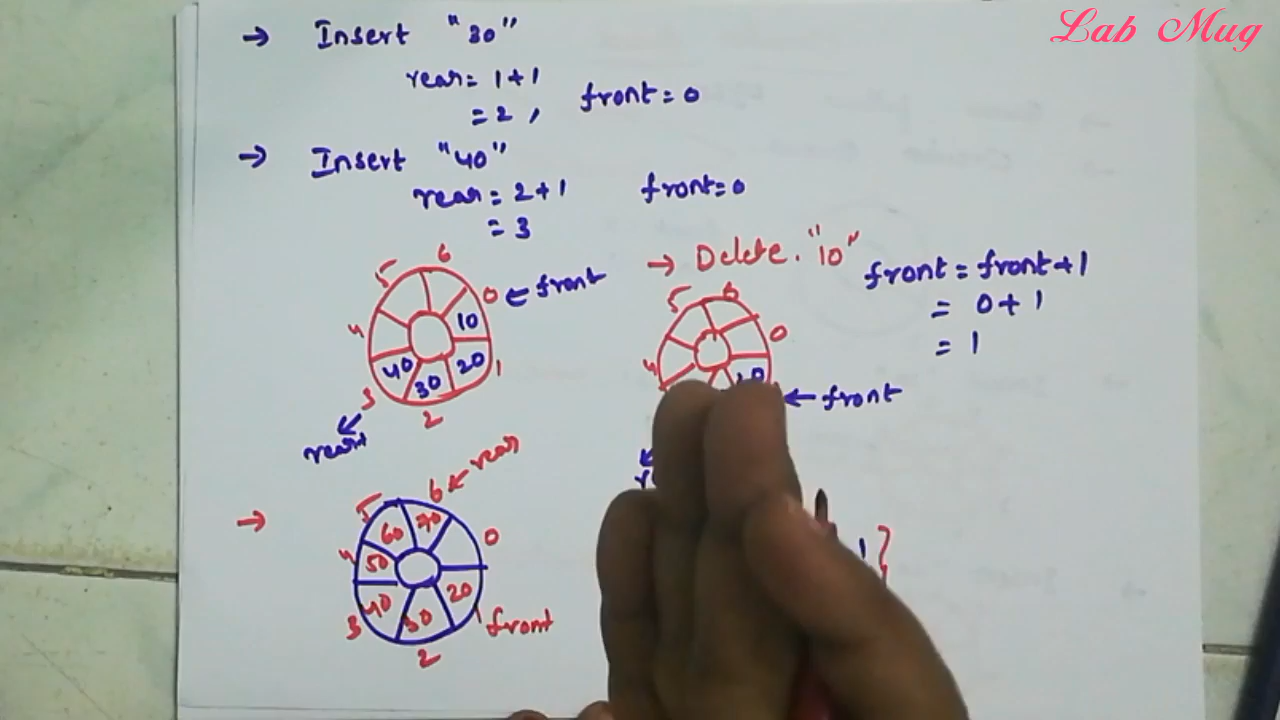 Lab Mug
→ Insert "30"
rear = 1+1
= 2, front = 0
→ Insert "40"
rear = 2+1 front=0
= 3
→ Delete. "10"
front = front+1
= 0+1
= 1
6
5 0 ← front
4 10
40 30 20 1
3 2
rear
5 6
0
4
← front
→
6 ← rear
5 60 70 0
4 50
40 30 20
3 1 front
2
1 }